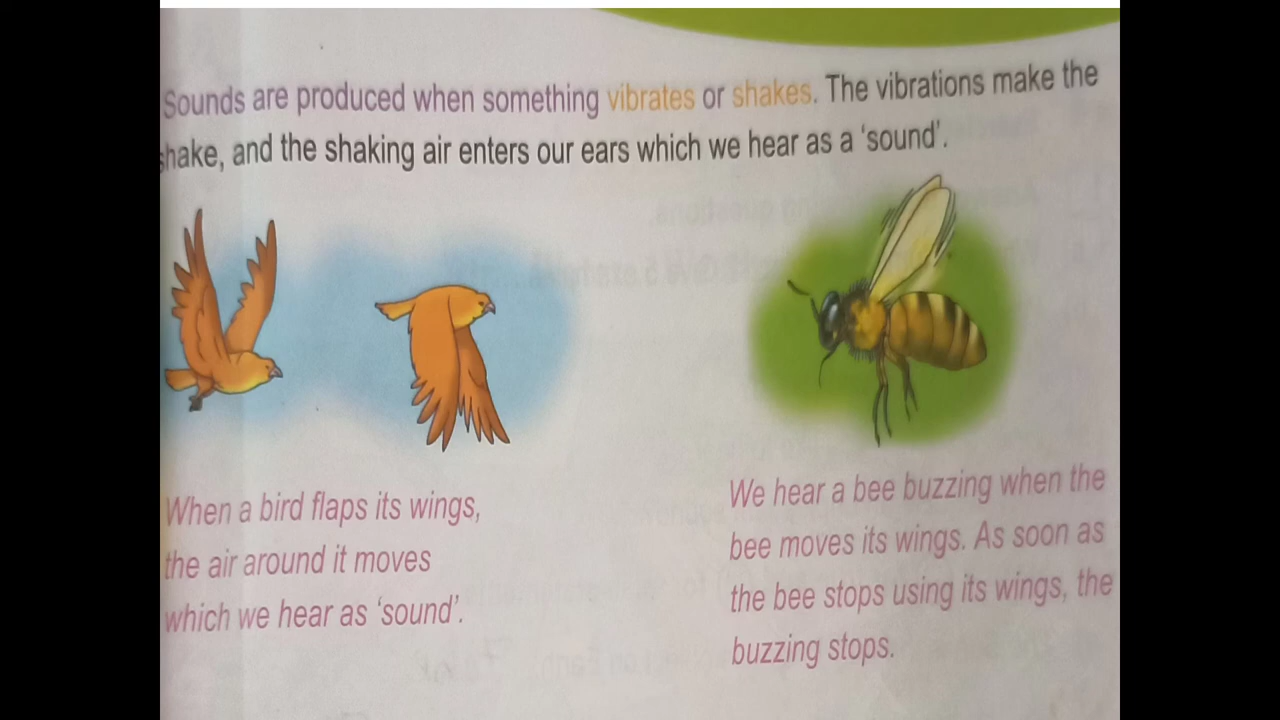 Sounds are produced when something vibrates or shakes. The vibrations make the
shake, and the shaking air enters our ears which we hear as a ‘sound’.
When a bird flaps its wings,
the air around it moves
which we hear as ‘sound’.
We hear a bee buzzing when the
bee moves its wings. As soon as
the bee stops using its wings, the
buzzing stops.